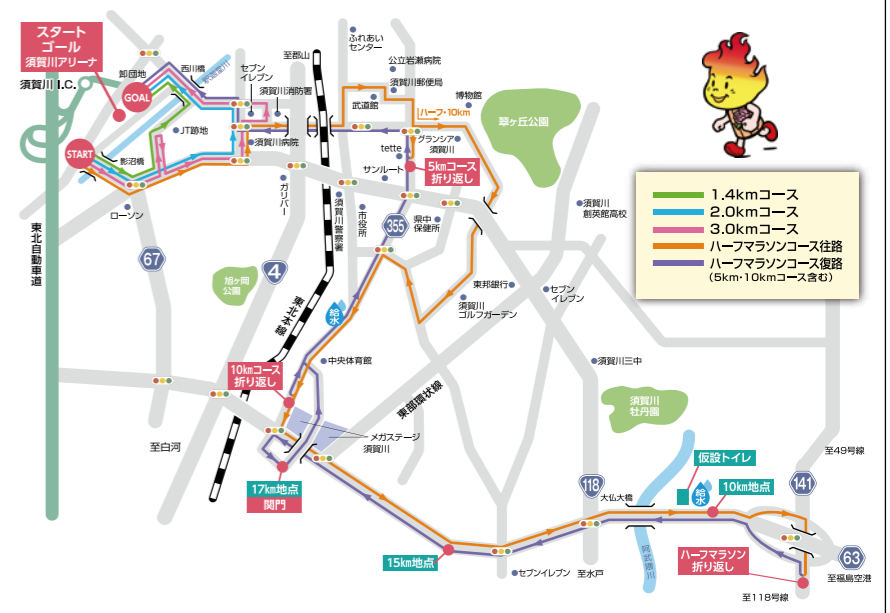 スタート
ゴール
須賀川アリーナ
須賀川 I.C.
卸団地
西川橋
GOAL
START
影沼橋
JT跡地
ローソン
セブン
イレブン
須賀川消防署
須賀川病院
至郡山
ふれあい
センター
公立岩瀬病院
須賀川郵便局
武道館
博物館
ハーフ・10km
グランシア
須賀川
tette
サンルート
5kmコース
折り返し
翠ヶ丘公園
1.4kmコース
2.0kmコース
3.0kmコース
ハーフマラソンコース往路
ハーフマラソンコース復路
(5km・10kmコース含む)
須賀川
創英館高校
ガリバー
須賀川警察署
市役所
355
県中
保健所
東北自動車道
67
4
旭ヶ岡
公園
東北本線
給水
東邦銀行
須賀川
ゴルフガーデン
セブン
イレブン
中央体育館
須賀川三中
10kmコース
折り返し
東部環状線
須賀川
牡丹園
メガステージ
須賀川
至白河
17km地点
関門
15km地点
セブンイレブン
118
至水戸
大仏大橋
阿武隈川
仮設トイレ
給水
10km地点
至49号線
141
ハーフマラソン
折り返し
63
至福島空港
至118号線